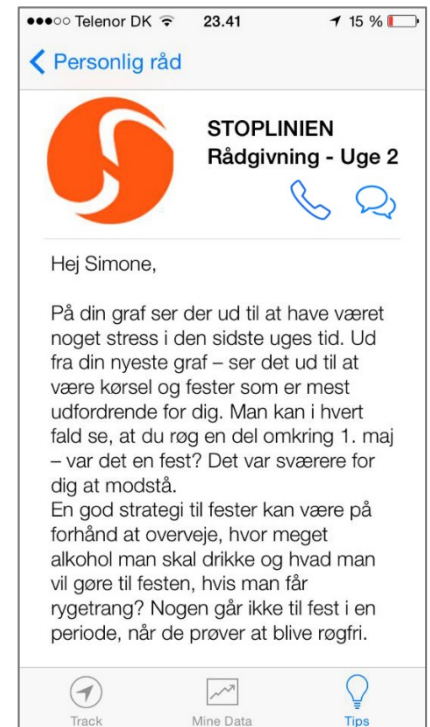 Telenor DK 23.41 15 %
Personlig råd
STOPLINIEN
Rådgivning - Uge 2
Hej Simone,
På din graf ser der ud til at have været
noget stress i den sidste uges tid. Ud
fra din nyeste graf – ser det ud til at
være kørsel og fester som er mest
udfordrende for dig. Man kan i hvert
fald se, at du røg en del omkring 1. maj
– var det en fest? Det var sværere for
dig at modstå.
En god strategi til fester kan være på
forhånd at overveje, hvor meget
alkohol man skal drikke og hvad man
vil gøre til festen, hvis man får
rygetrang? Nogen går ikke til fest i en
periode, når de prøver at blive røgfri.
Track Mine Data Tips